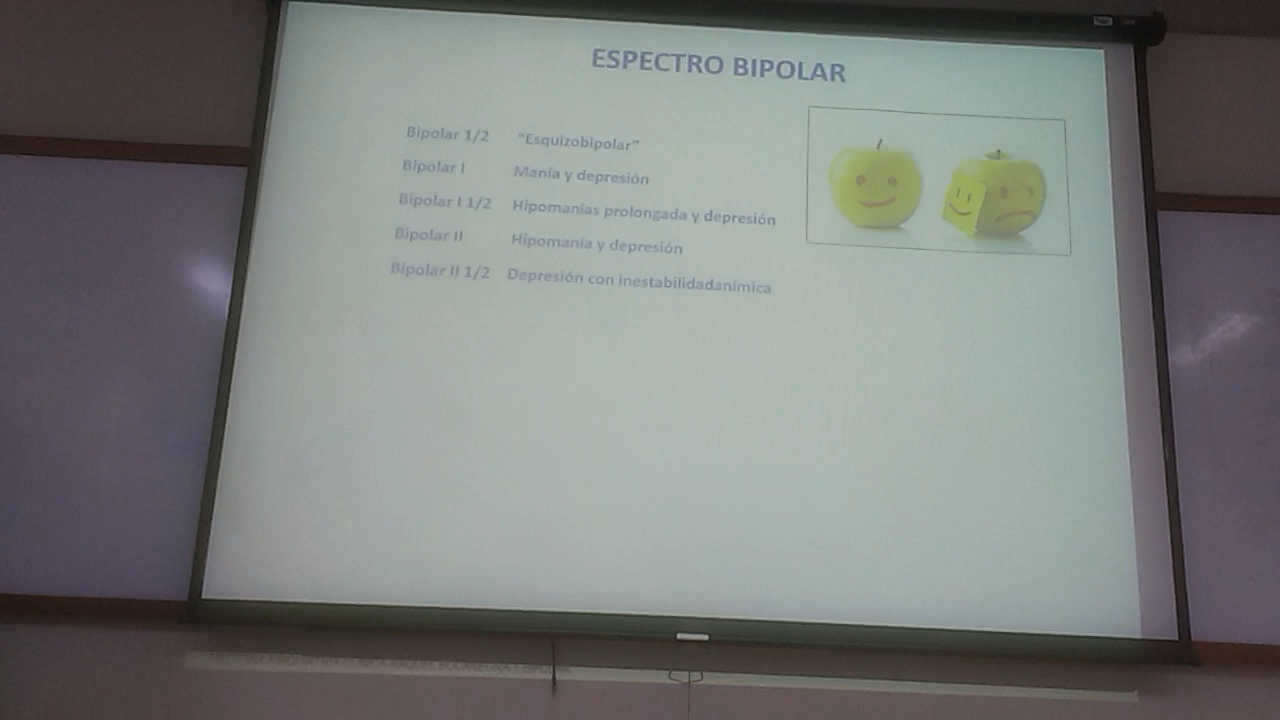 ESPECTRO BIPOLAR
Bipolar 1/2 "Esquizobipolar"
Bipolar I Manía y depresión
Bipolar I 1/2 Hipomanías prolongada y depresión
Bipolar II Hipomanía y depresión
Bipolar II 1/2 Depresión con inestabilidadanímica